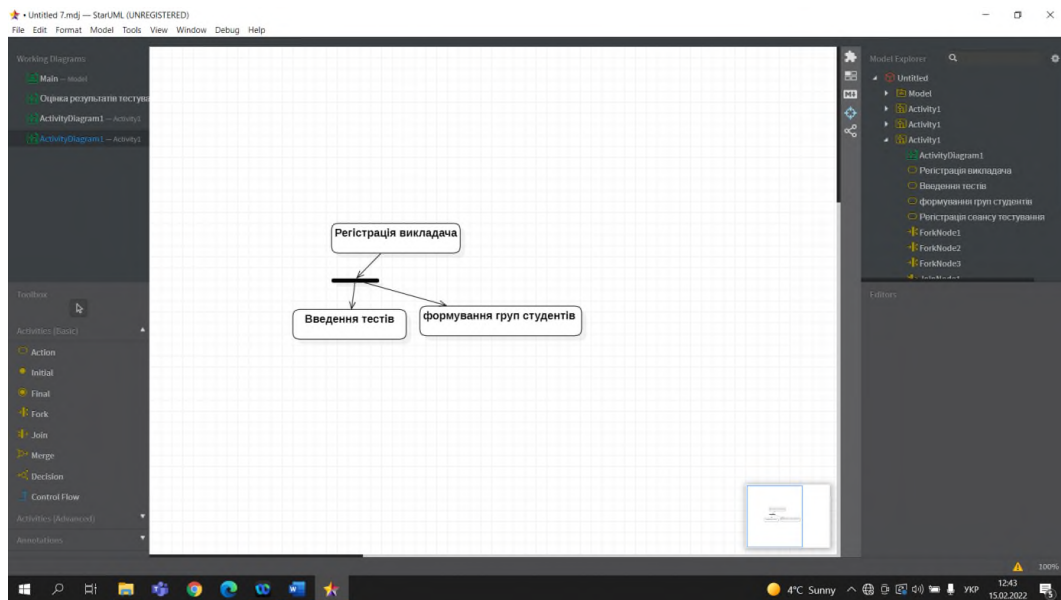 • Untitled 7.mdj — StarUML (UNREGISTERED)
File Edit Format Model Tools View Window Debug Help
Working Diagrams
Main — Model
Оцінка результатів тестува
ActivityDiagram1 — Activity1
ActivityDiagram1 — Activity1
Toolbox
Activities (Basic)
Action
Initial
Final
Fork
Join
Merge
Decision
Control Flow
Activities (Advanced)
Annotations
Регістрація викладача
Введення тестів
формування груп студентів
Model Explorer
Untitled
Model
Activity1
Activity1
Activity1
ActivityDiagram1
Регістрація викладача
Введення тестів
формування груп студентів
Регістрація сеансу тестування
ForkNode1
ForkNode2
ForkNode3
JoinNode1
Editors
100%
4°C Sunny
УКР
12:43
15.02.2022